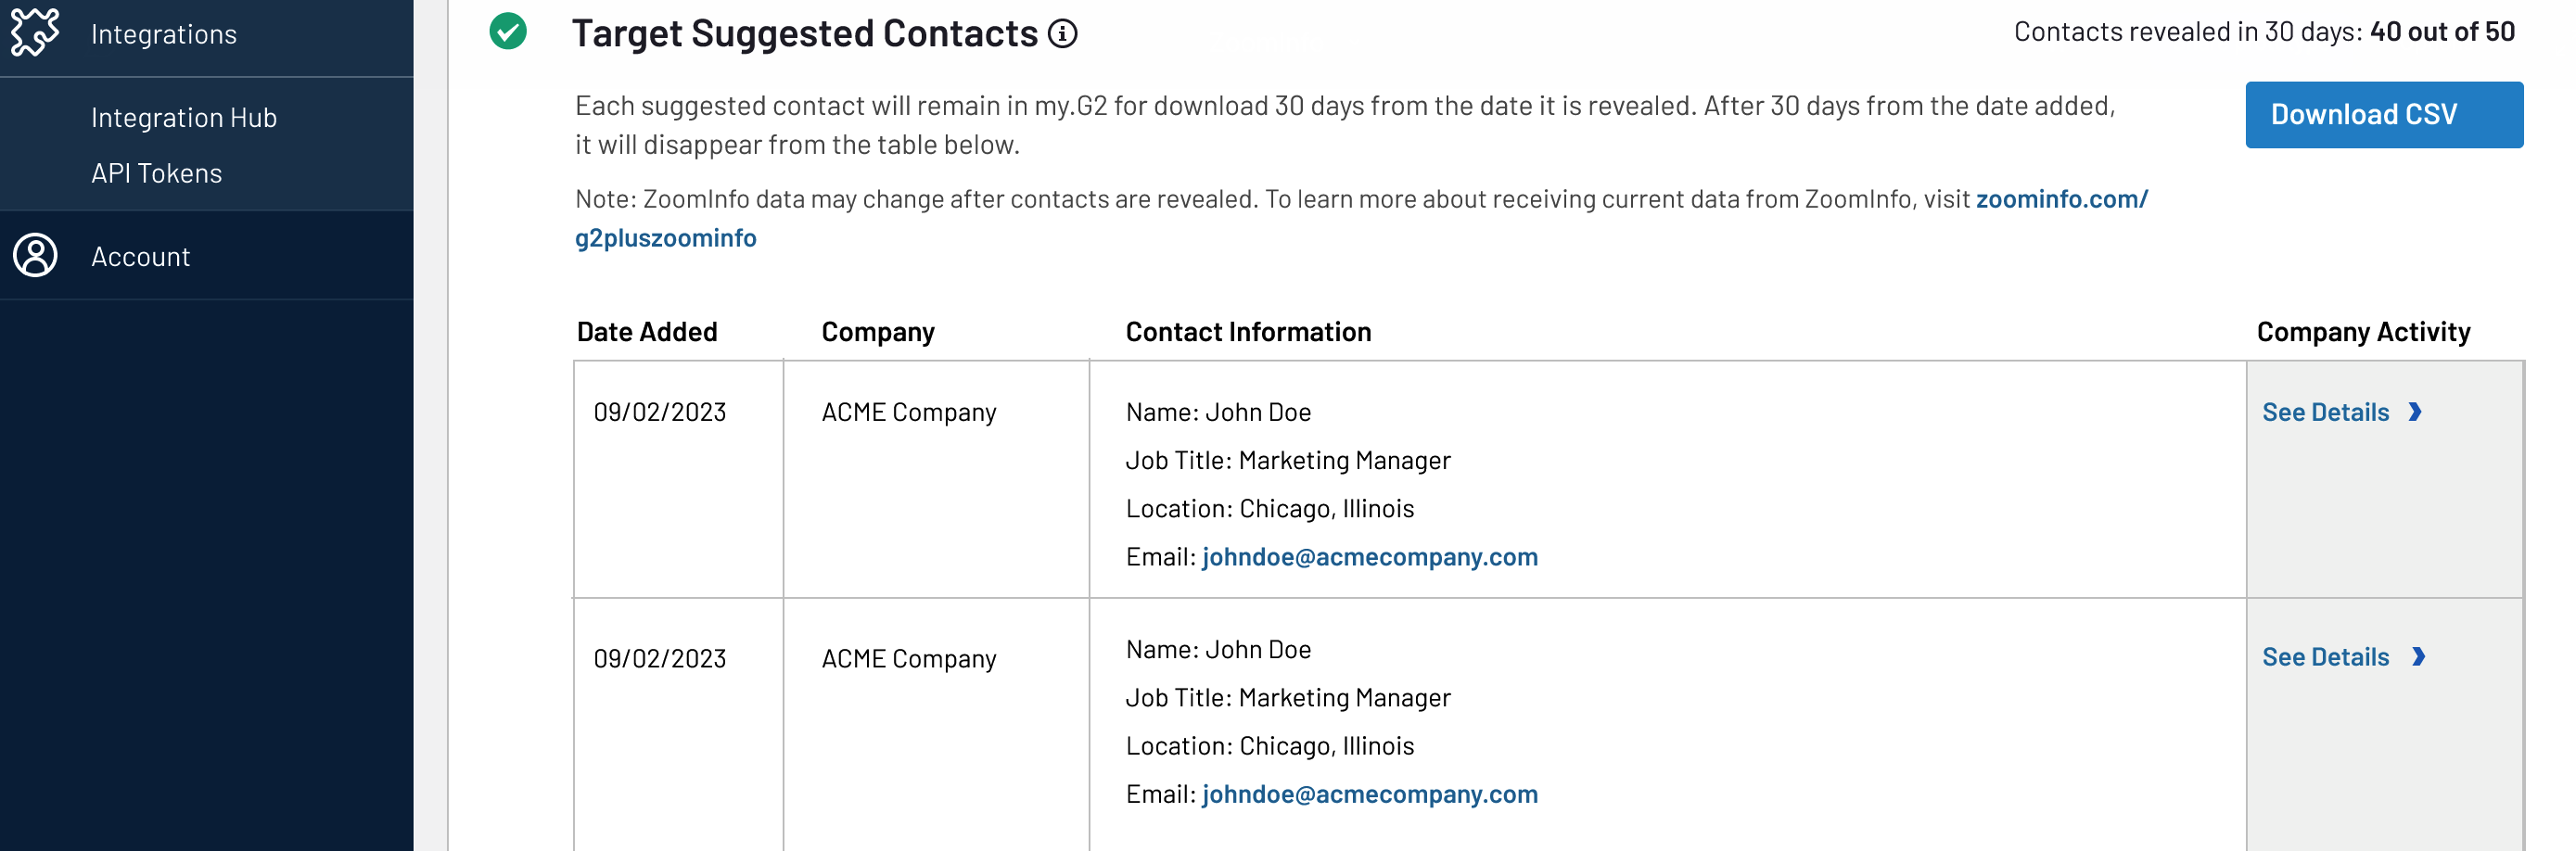 Integrations
Integration Hub
API Tokens
Account
Target Suggested Contacts
Contacts revealed in 30 days: 40 out of 50
Each suggested contact will remain in my.G2 for download 30 days from the date it is revealed. After 30 days from the date added,
it will disappear from the table below.
Download CSV
Note: ZoomInfo data may change after contacts are revealed. To learn more about receiving current data from ZoomInfo, visit zoominfo.com/
g2pluszoominfo
Date Added Company Contact Information Company Activity
09/02/2023 ACME Company Name: John Doe See Details
Job Title: Marketing Manager
Location: Chicago, Illinois
Email: johndoe@acmecompany.com
09/02/2023 ACME Company Name: John Doe See Details
Job Title: Marketing Manager
Location: Chicago, Illinois
Email: johndoe@acmecompany.com